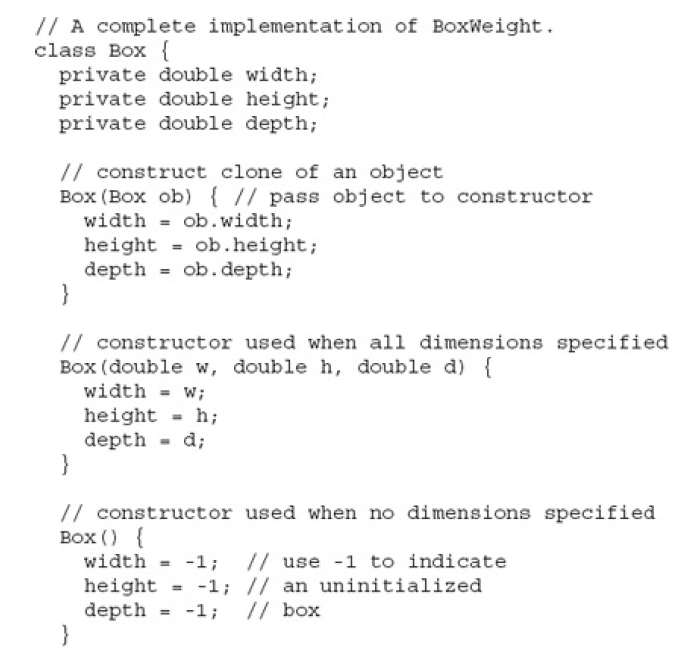 // A complete implementation of BoxWeight.
class Box {
  private double width;
  private double height;
  private double depth;

  // construct clone of an object
  Box(Box ob) { // pass object to constructor
    width = ob.width;
    height = ob.height;
    depth = ob.depth;
  }

  // constructor used when all dimensions specified
  Box(double w, double h, double d) {
    width = w;
    height = h;
    depth = d;
  }

  // constructor used when no dimensions specified
  Box() {
    width = -1;  // use -1 to indicate
    height = -1; // an uninitialized
    depth = -1;  // box
  }